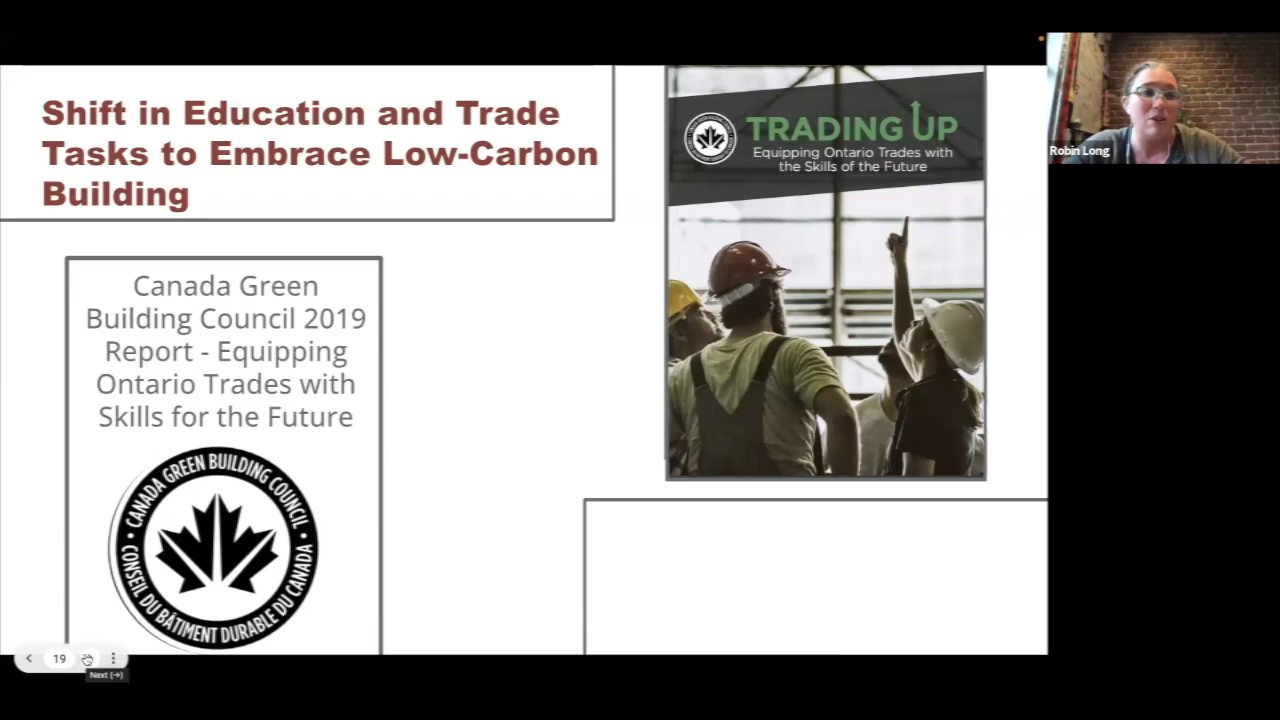 Shift in Education and Trade
Tasks to Embrace Low-Carbon
Building
Canada Green
Building Council 2019
Report - Equipping
Ontario Trades with
Skills for the Future
• CANADA GREEN BUILDING COUNCIL •
CONSEIL DU BÂTIMENT DURABLE DU CANADA
TRADING UP
Equipping Ontario Trades with
the Skills of the Future
Robin Long
19
Next (→)